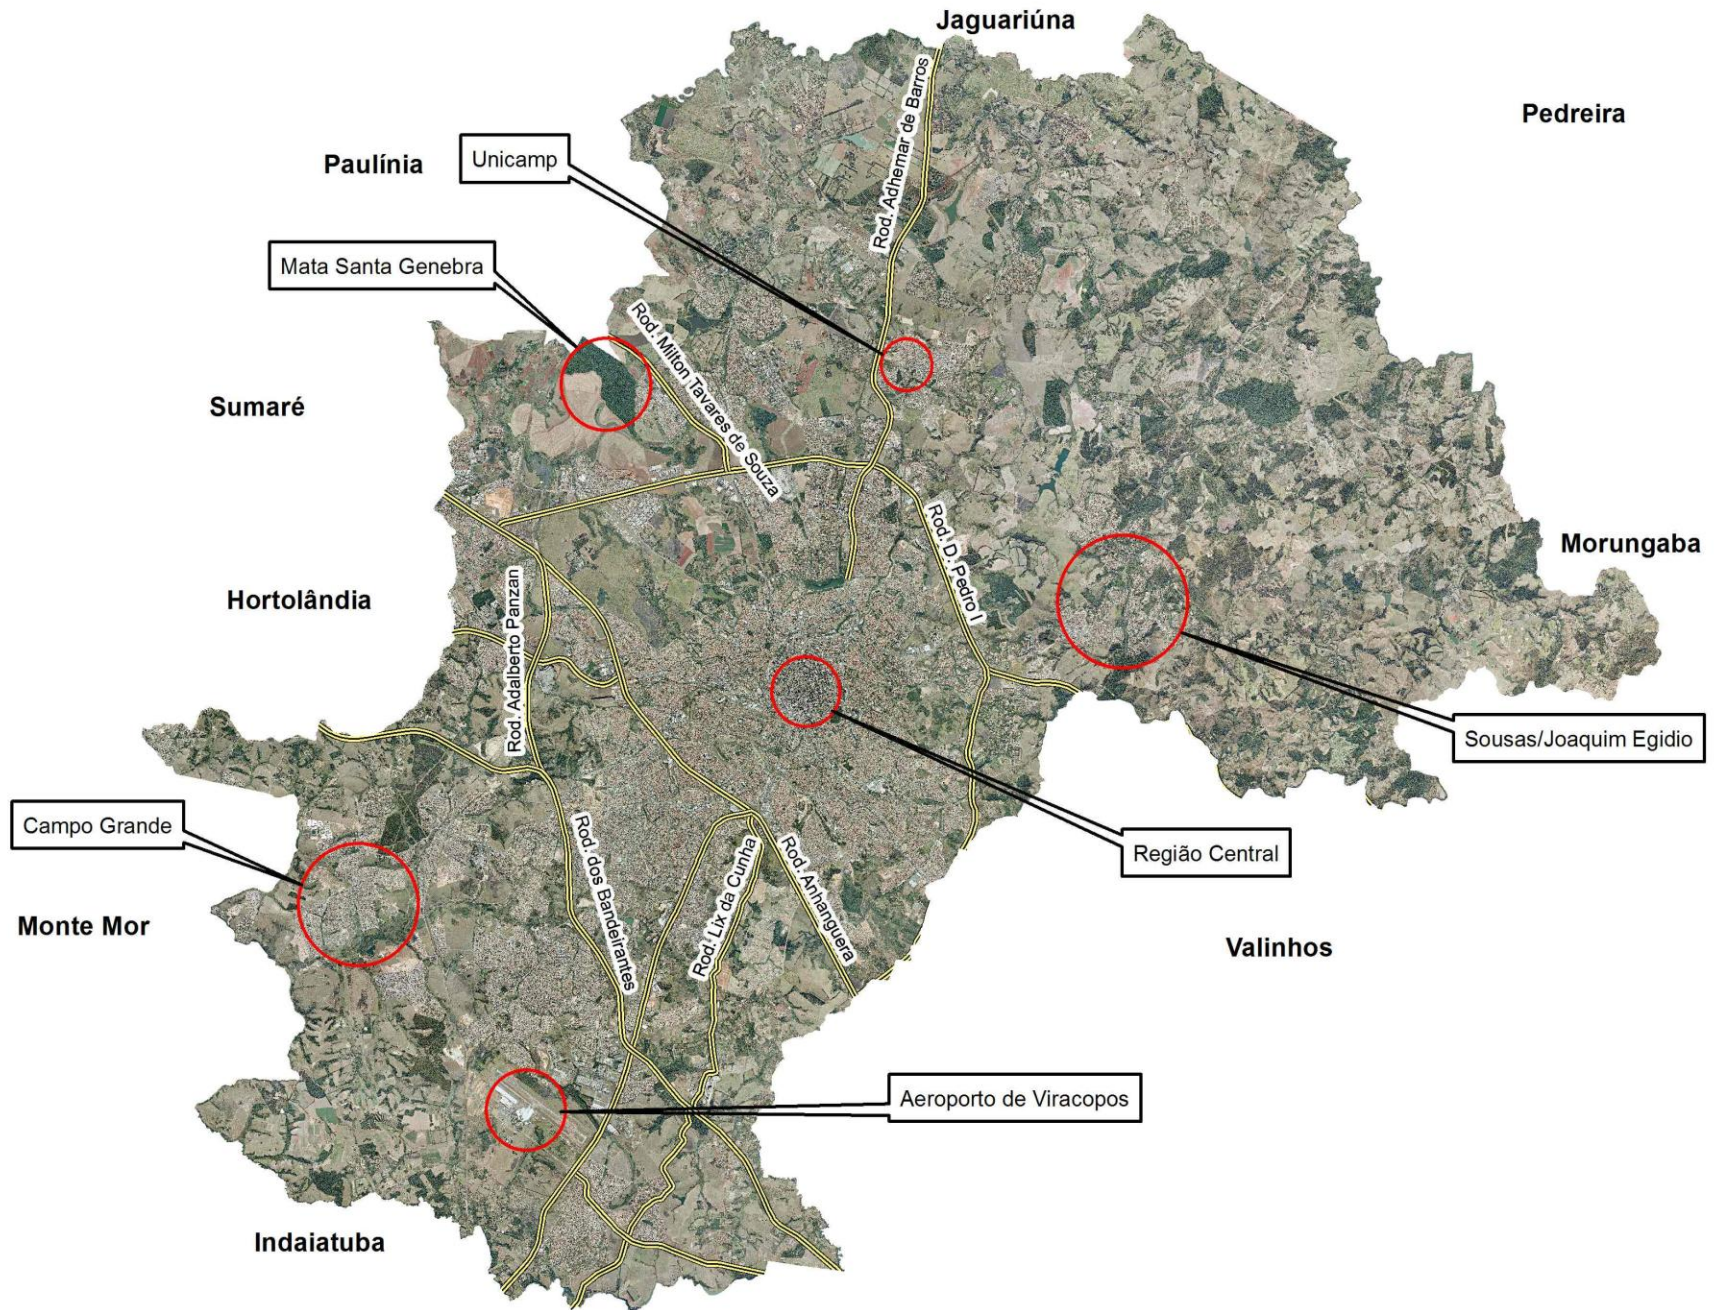 Jaguariúna
Pedreira
Rod. Adhemar de Barros
Unicamp
Paulínia
Mata Santa Genebra
Rod. Milton Tavares de Souza
Sumaré
Rod. D. Pedro I
Morungaba
Hortolândia
Rod. Adalberto Panzan
Sousas/Joaquim Egidio
Campo Grande
Rod. dos Bandeirantes
Rod. Lix da Cunha
Rod. Anhanguera
Região Central
Monte Mor
Valinhos
Aeroporto de Viracopos
Indaiatuba